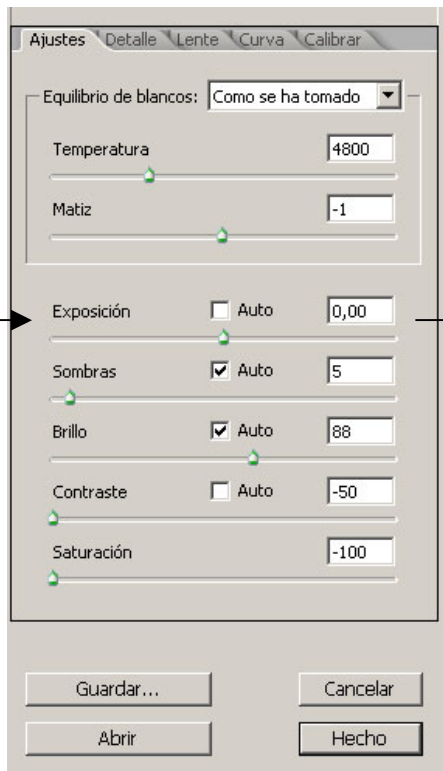 Ajustes Detalle Lente Curva Calibrar
Equilibrio de blancos: Como se ha tomado
Temperatura 4800
Matiz -1
Exposición Auto 0,00
Sombras Auto 5
Brillo Auto 88
Contraste Auto -50
Saturación -100
Guardar... Cancelar
Abrir Hecho